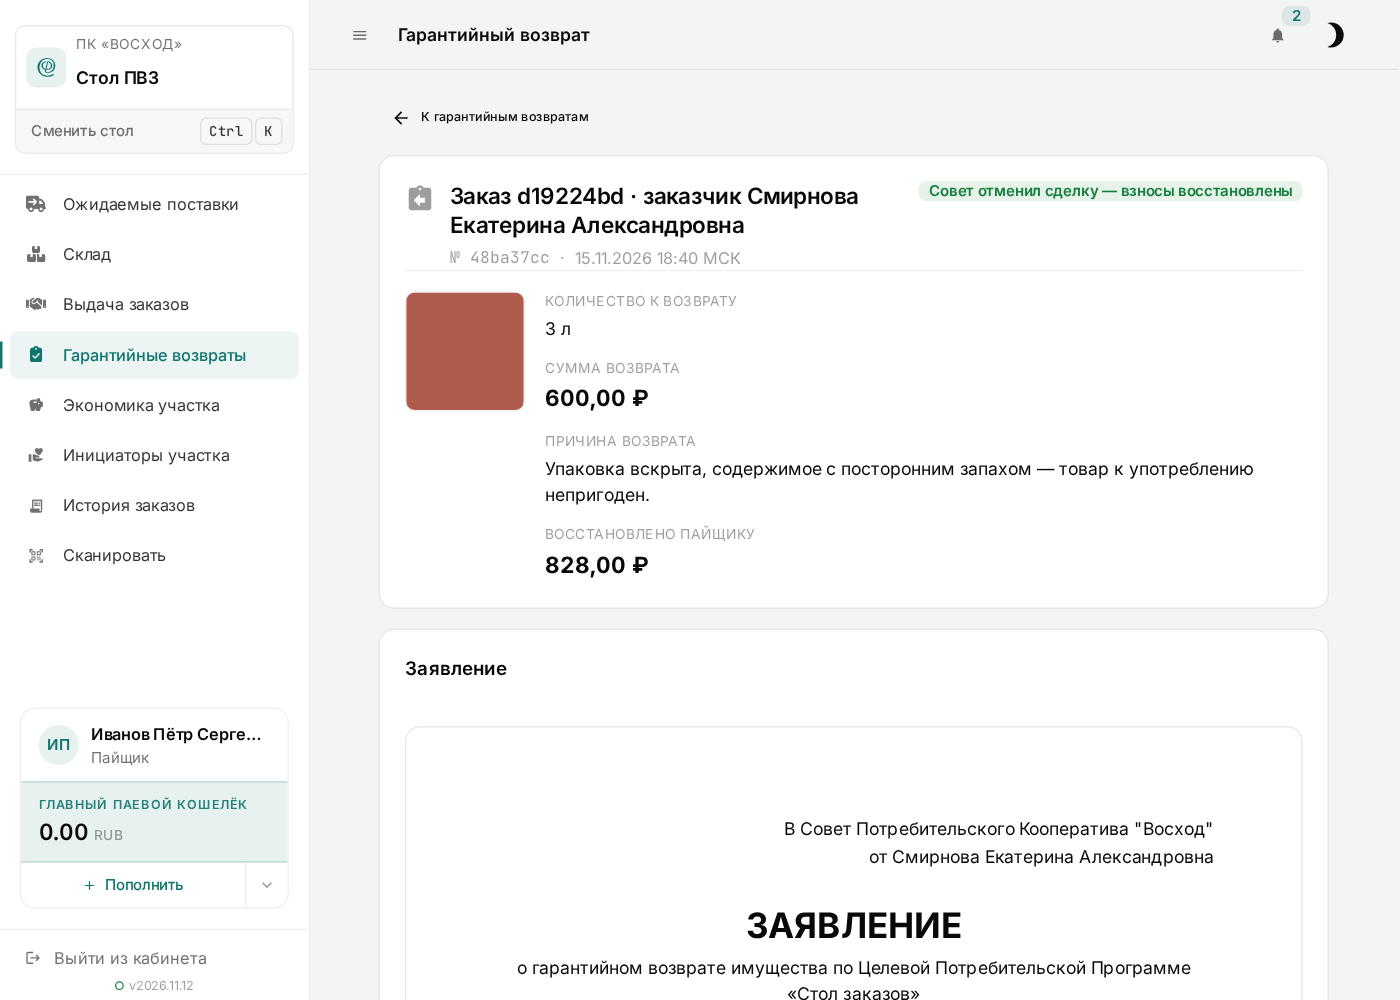 ПК «ВОСХОД»
Стол ПВЗ
Сменить стол
Ctrl K
Ожидаемые поставки
Склад
Выдача заказов
Гарантийные возвраты
Экономика участка
Инициаторы участка
История заказов
Сканировать
ИП
Иванов Пётр Серге...
Пайщик
ГЛАВНЫЙ ПАЕВОЙ КОШЕЛЁК
0.00 RUB
+ Пополнить
Выйти из кабинета
v2026.11.12
Гарантийный возврат
2
К гарантийным возвратам
Заказ d19224bd · заказчик Смирнова
Екатерина Александровна
Совет отменил сделку — взносы восстановлены
№ 48ba37cc · 15.11.2026 18:40 МСК
КОЛИЧЕСТВО К ВОЗВРАТУ
3 л
СУММА ВОЗВРАТА
600,00 ₽
ПРИЧИНА ВОЗВРАТА
Упаковка вскрыта, содержимое с посторонним запахом — товар к употреблению
непригоден.
ВОССТАНОВЛЕНО ПАЙЩИКУ
828,00 ₽
Заявление
В Совет Потребительского Кооператива "Восход"
от Смирнова Екатерина Александровна
ЗАЯВЛЕНИЕ
о гарантийном возврате имущества по Целевой Потребительской Программе
«Стол заказов»